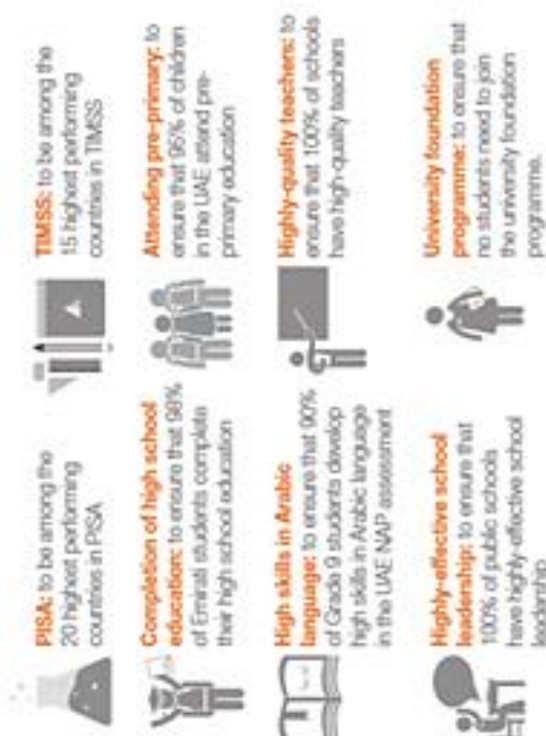 PISA: to be among the
20 highest performing
countries in PISA
TIMSS: to be among the
15 highest performing
countries in TIMSS
Completion of high school
education: to ensure that 98%
of Emirati students complete
their high school education
Attending pre-primary: to
ensure that 95% of children
in the UAE attend pre-
primary education
High skills in Arabic
language: to ensure that 90%
of Grade 9 students develop
high skills in Arabic language
in the UAE NAP assessment
Highly-quality teachers: to
ensure that 100% of schools
have high-quality teachers
Highly-effective school
leadership: to ensure that
100% of public schools
have highly-effective school
leadership
University foundation
programme: to ensure that
no students need to join
the university foundation
programme.